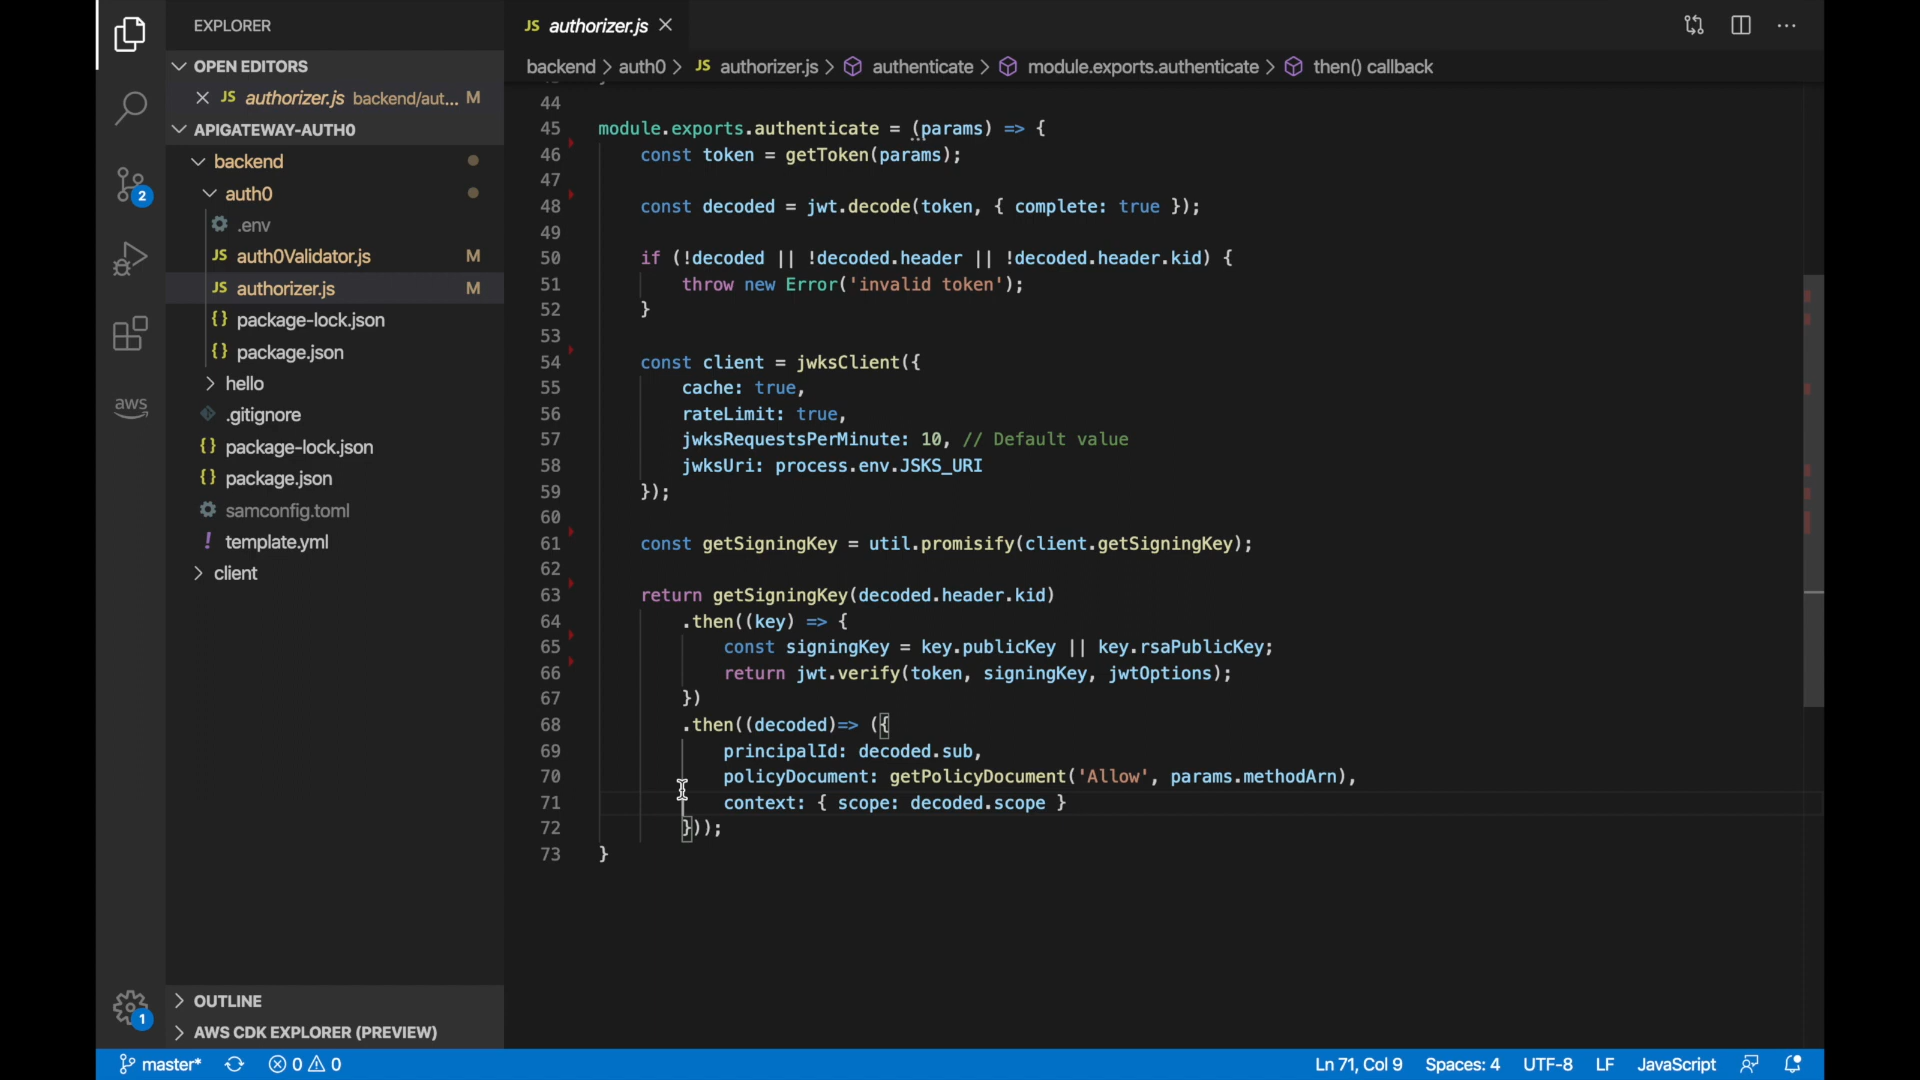 EXPLORER
OPEN EDITORS
JS authorizer.js backend/aut... M
APIGATEWAY-AUTH0
backend
auth0
.env
JS auth0Validator.js M
JS authorizer.js M
{} package-lock.json
{} package.json
hello
.gitignore
{} package-lock.json
{} package.json
samconfig.toml
! template.yml
client
OUTLINE
AWS CDK EXPLORER (PREVIEW)
2
aws
1
JS authorizer.js
backend > auth0 > JS authorizer.js > authenticate > module.exports.authenticate > then() callback
44
45 module.exports.authenticate = (params) => {
46 const token = getToken(params);
47
48 const decoded = jwt.decode(token, { complete: true });
49
50 if (!decoded || !decoded.header || !decoded.header.kid) {
51 throw new Error('invalid token');
52 }
53
54 const client = jwksClient({
55 cache: true,
56 rateLimit: true,
57 jwksRequestsPerMinute: 10, // Default value
58 jwksUri: process.env.JSKS_URI
59 });
60
61 const getSigningKey = util.promisify(client.getSigningKey);
62
63 return getSigningKey(decoded.header.kid)
64 .then((key) => {
65 const signingKey = key.publicKey || key.rsaPublicKey;
66 return jwt.verify(token, signingKey, jwtOptions);
67 })
68 .then((decoded)=> ({
69 principalId: decoded.sub,
70 policyDocument: getPolicyDocument('Allow', params.methodArn),
71 context: { scope: decoded.scope }
72 }));
73 }
master* 0 0 Ln 71, Col 9 Spaces: 4 UTF-8 LF JavaScript